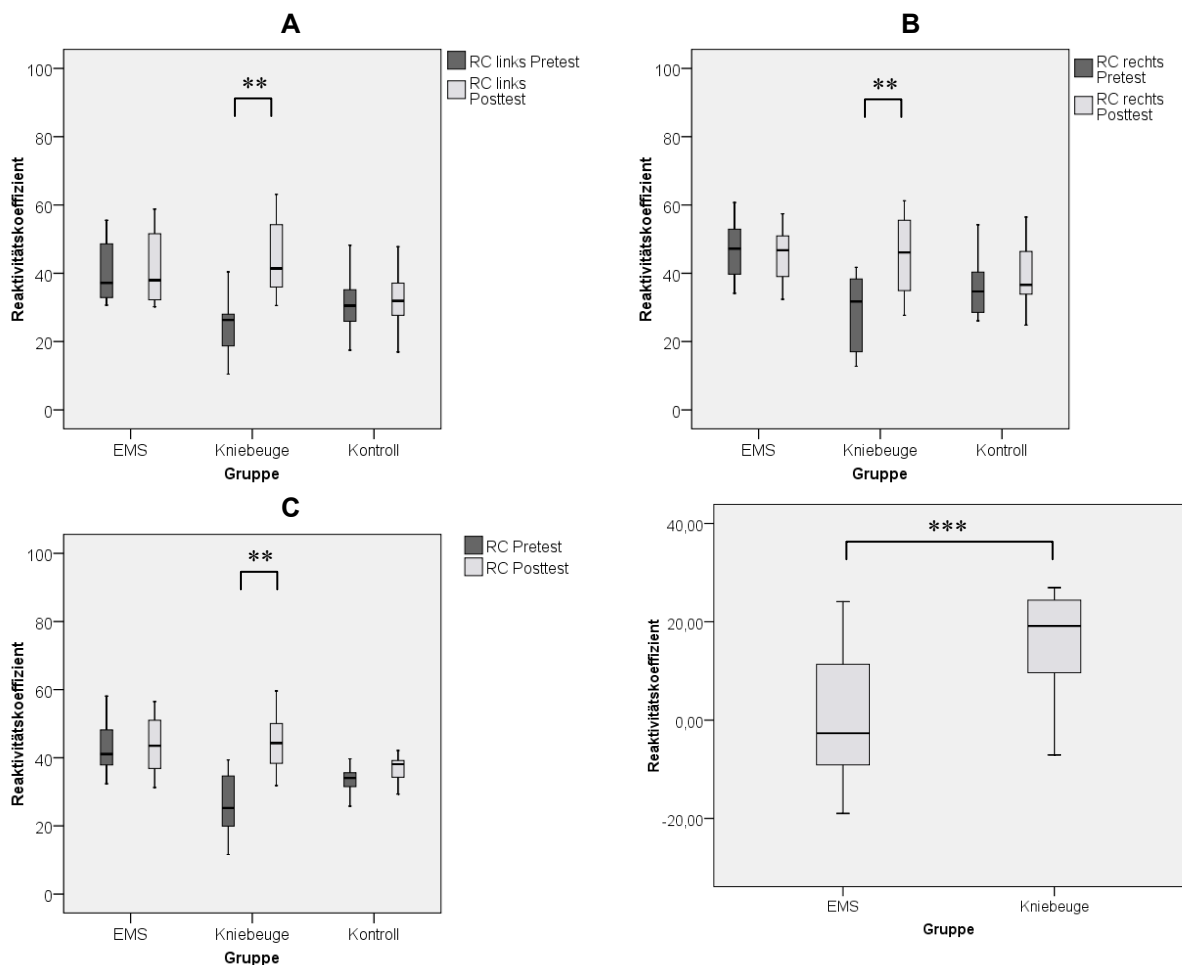 A
RC links Pretest
RC links
Posttest
**
100
80
60
40
20
0
Reaktivitätskoeffizient
EMS
Kniebeuge
Kontroll
Gruppe
B
RC rechts
Pretest
RC rechts
Posttest
**
100
80
60
40
20
0
Reaktivitätskoeffizient
EMS
Kniebeuge
Kontroll
Gruppe
C
RC Pretest
RC Posttest
**
100
80
60
40
20
0
Reaktivitätskoeffizient
EMS
Kniebeuge
Kontroll
Gruppe
***
40,00
20,00
0,00
-20,00
Reaktivitätskoeffizient
EMS
Kniebeuge
Gruppe